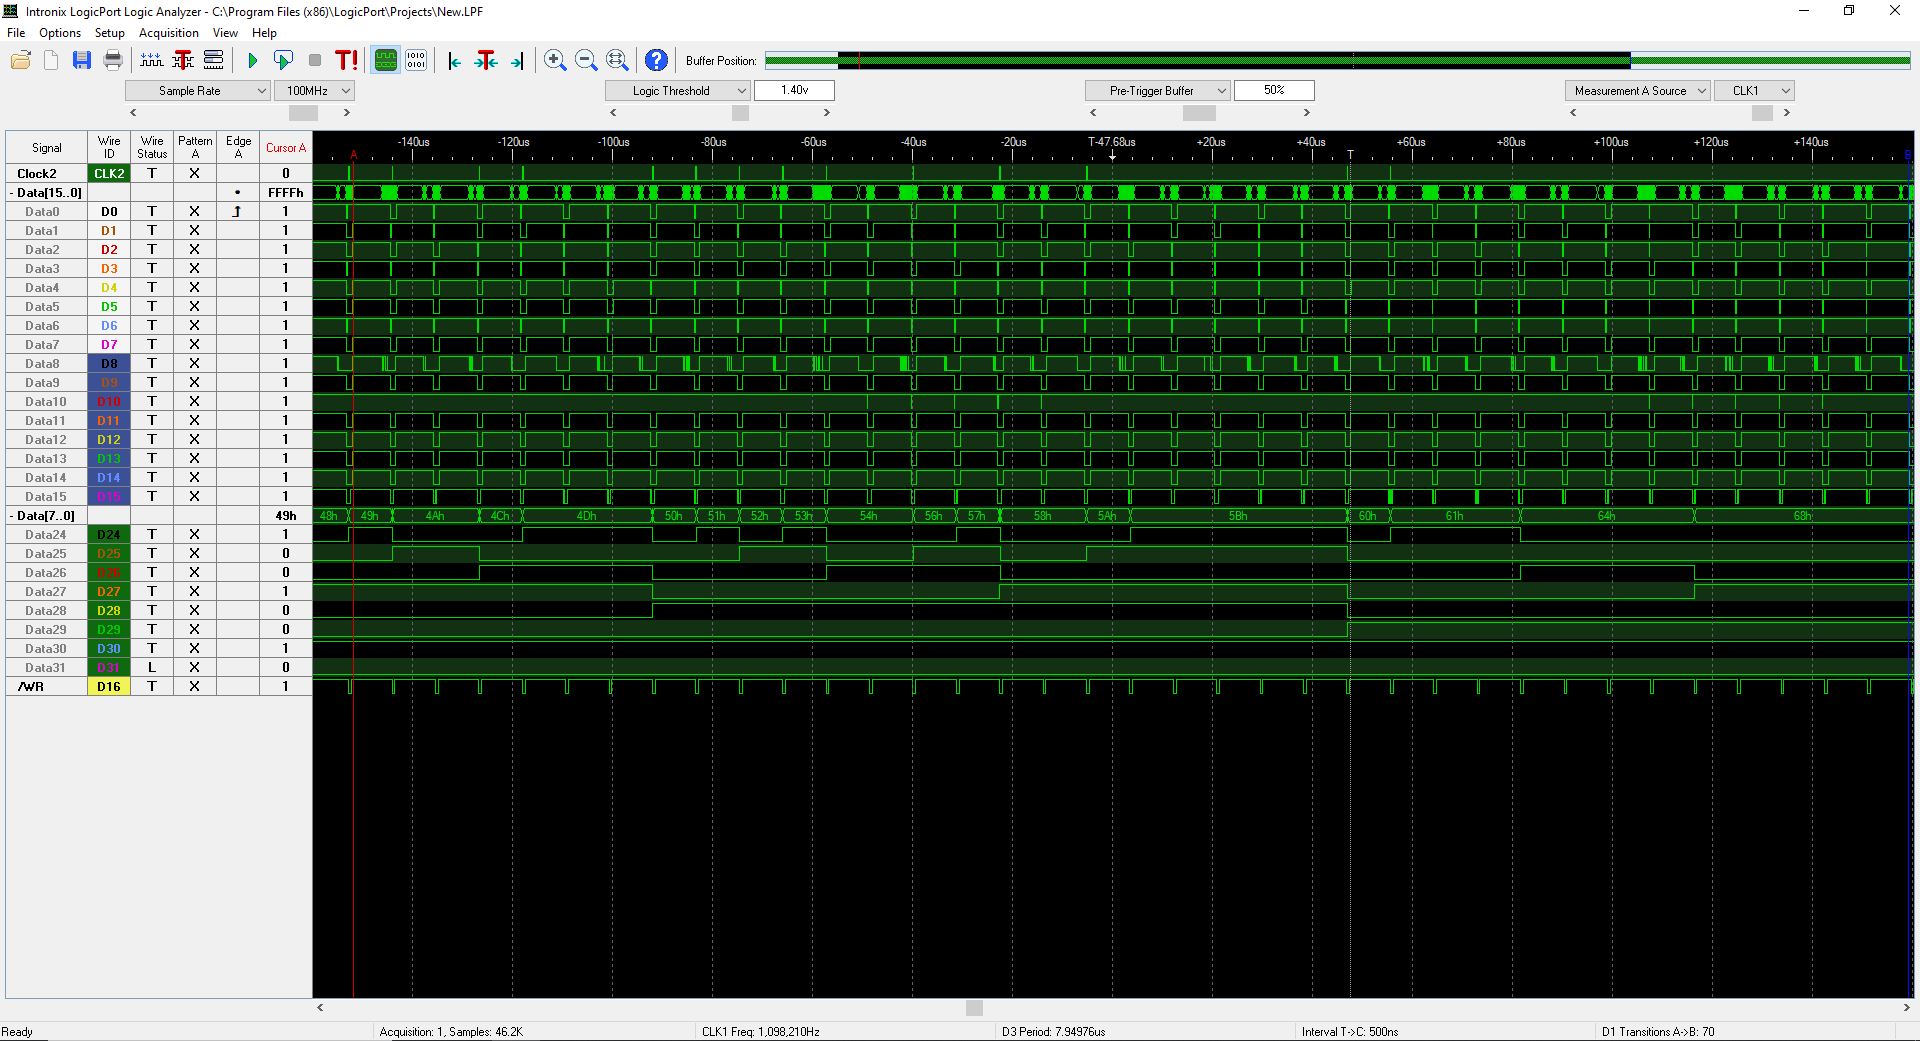 Intronix LogicPort Logic Analyzer - C:\Program Files (x86)\LogicPort\Projects\New.LPF
File Options Setup Acquisition View Help
T! Buffer Position:
Sample Rate 100MHz Logic Threshold 1.40v Pre-Trigger Buffer 50% Measurement A Source CLK1
Signal Wire ID Wire Status Pattern A Edge A Cursor A
-140us -120us -100us -80us -60us -40us -20us T-47.68us +20us +40us +60us +80us +100us +120us +140us
A T B
Clock2 CLK2 T X 0
- Data[15..0] FFFFh
Data0 D0 T X 1
Data1 D1 T X 1
Data2 D2 T X 1
Data3 D3 T X 1
Data4 D4 T X 1
Data5 D5 T X 1
Data6 D6 T X 1
Data7 D7 T X 1
Data8 D8 T X 1
Data9 D9 T X 1
Data10 D10 T X 1
Data11 D11 T X 1
Data12 D12 T X 1
Data13 D13 T X 1
Data14 D14 T X 1
Data15 D15 T X 1
- Data[7..0] 49h 48h 49h 4Ah 4Ch 4Dh 50h 51h 52h 53h 54h 56h 57h 58h 5Ah 5Bh 60h 61h 64h 68h
Data24 D24 T X 1
Data25 D25 T X 0
Data26 D26 T X 0
Data27 D27 T X 1
Data28 D28 T X 0
Data29 D29 T X 0
Data30 D30 T X 1
Data31 D31 L X 0
/WR D16 T X 1
Ready Acquisition: 1, Samples: 46.2K CLK1 Freq: 1,098,210Hz D3 Period: 7.94976us Interval T->C: 500ns D1 Transitions A->B: 70